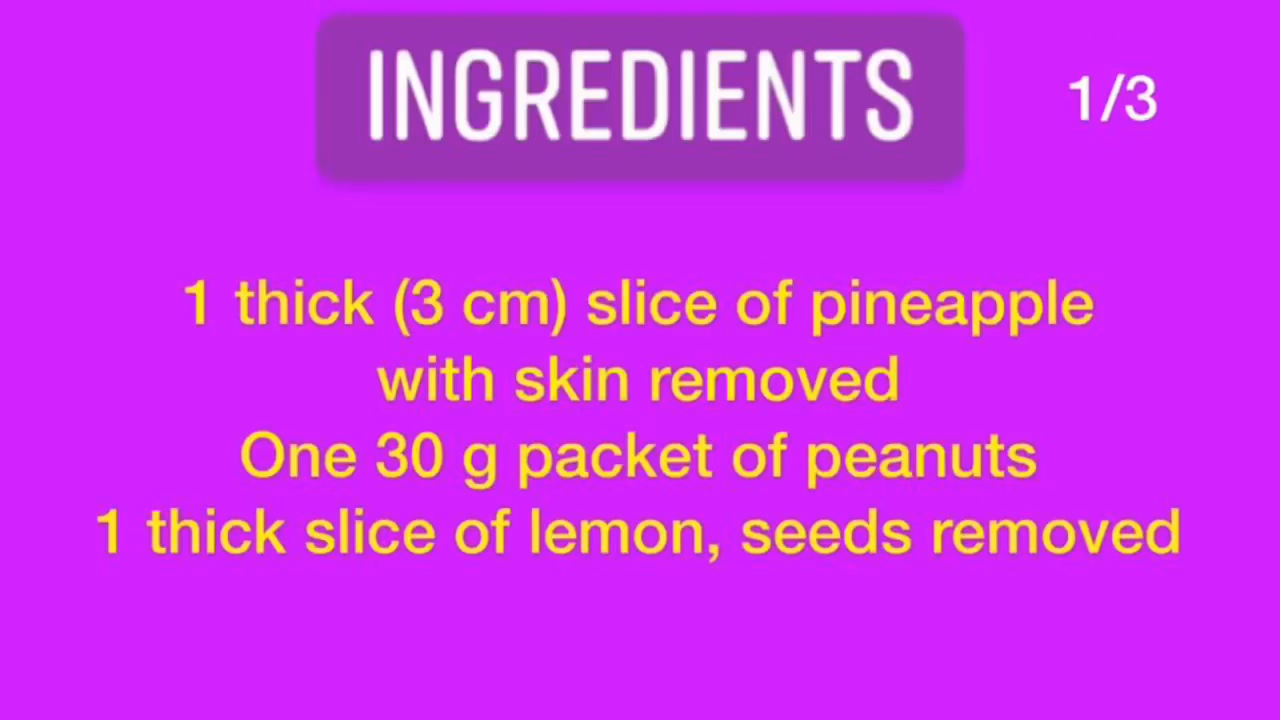 INGREDIENTS
1/3
1 thick (3 cm) slice of pineapple
with skin removed
One 30 g packet of peanuts
1 thick slice of lemon, seeds removed